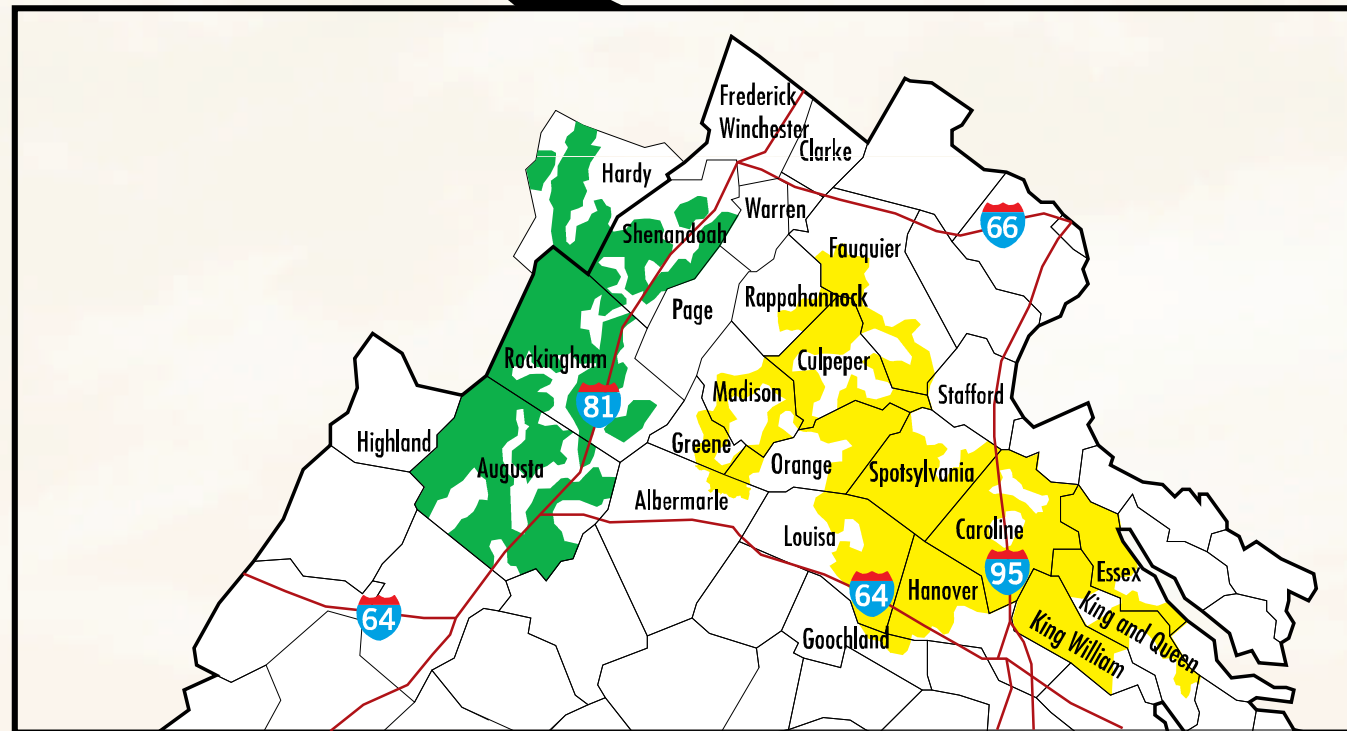 Frederick
Winchester
Clarke
Hardy
Warren
66
Shenandoah
Fauquier
Rappahannock
Page
Rockingham
Culpeper
Madison
Stafford
81
Highland
Greene
Orange
Augusta
Spotsylvania
Albermarle
Louisa
Caroline
95
Essex
64
Hanover
64
King and Queen
Goochland
King William